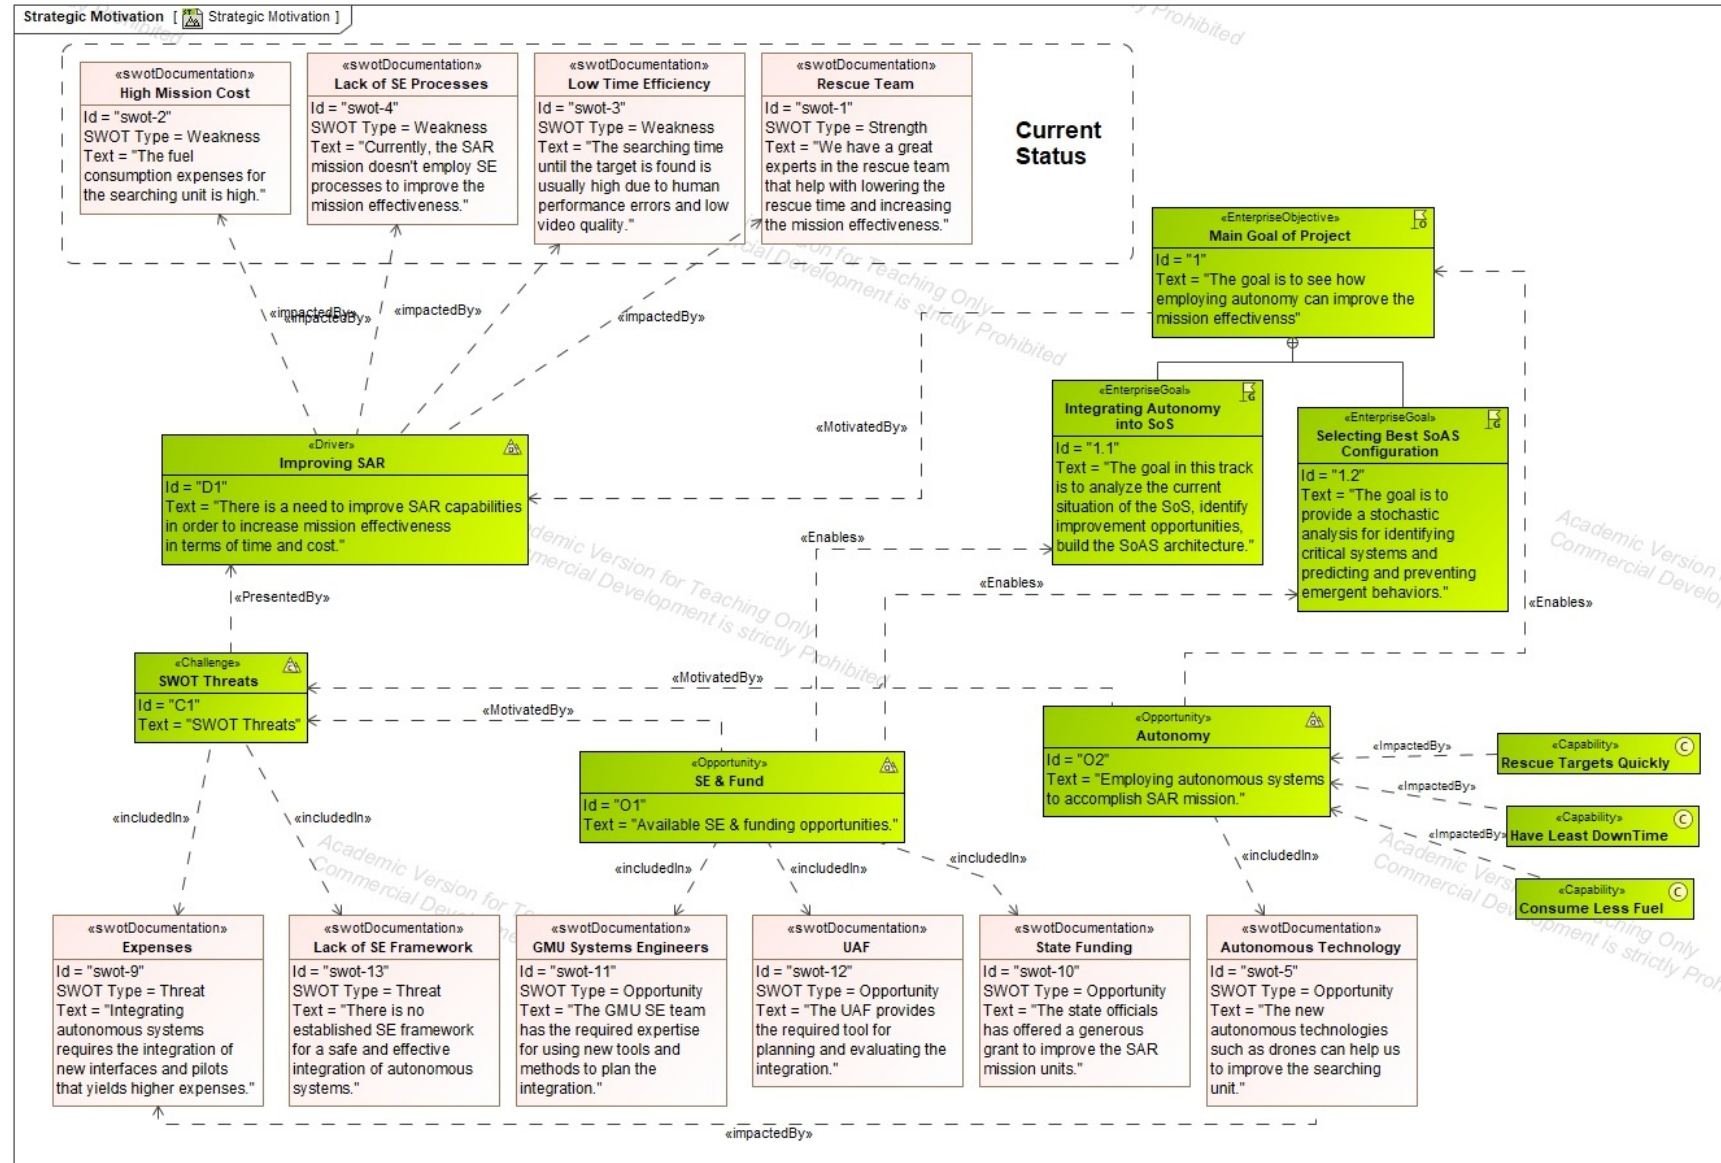 Strategic Motivation [ Strategic Motivation ]
«swotDocumentation»
High Mission Cost
Id = "swot-2"
SWOT Type = Weakness
Text = "The fuel
consumption expenses for
the searching unit is high."
«swotDocumentation»
Lack of SE Processes
Id = "swot-4"
SWOT Type = Weakness
Text = "Currently, the SAR
mission doesn't employ SE
processes to improve the
mission effectiveness."
«swotDocumentation»
Low Time Efficiency
Id = "swot-3"
SWOT Type = Weakness
Text = "The searching time
until the target is found is
usually high due to human
performance errors and low
video quality."
«swotDocumentation»
Rescue Team
Id = "swot-1"
SWOT Type = Strength
Text = "We have a great
experts in the rescue team
that help with lowering the
rescue time and increasing
the mission effectiveness."
Current
Status
«EnterpriseObjective»
Main Goal of Project
Id = "1"
Text = "The goal is to see how
employing autonomy can improve the
mission effectivenss"
«impactedBy»
«impactedBy»
«impactedBy»
«impactedBy»
«EnterpriseGoal»
Integrating Autonomy
into SoS
Id = "1.1"
Text = "The goal in this track
is to analyze the current
situation of the SoS, identify
improvement opportunities,
build the SoAS architecture."
«EnterpriseGoal»
Selecting Best SoAS
Configuration
Id = "1.2"
Text = "The goal is to
provide a stochastic
analysis for identifying
critical systems and
predicting and preventing
emergent behaviors."
«MotivatedBy»
«Driver»
Improving SAR
Id = "D1"
Text = "There is a need to improve SAR capabilities
in order to increase mission effectiveness
in terms of time and cost."
«Enables»
«Enables»
«Enables»
«PresentedBy»
«Challenge»
SWOT Threats
Id = "C1"
Text = "SWOT Threats"
«MotivatedBy»
«MotivatedBy»
«Opportunity»
SE & Fund
Id = "O1"
Text = "Available SE & funding opportunities."
«Opportunity»
Autonomy
Id = "O2"
Text = "Employing autonomous systems
to accomplish SAR mission."
«ImpactedBy»
«ImpactedBy»
«ImpactedBy»
«Capability»
Rescue Targets Quickly
«Capability»
Have Least DownTime
«Capability»
Consume Less Fuel
«includedIn»
«includedIn»
«includedIn»
«includedIn»
«includedIn»
«includedIn»
«swotDocumentation»
Expenses
Id = "swot-9"
SWOT Type = Threat
Text = "Integrating
autonomous systems
requires the integration of
new interfaces and pilots
that yields higher expenses."
«swotDocumentation»
Lack of SE Framework
Id = "swot-13"
SWOT Type = Threat
Text = "There is no
established SE framework
for a safe and effective
integration of autonomous
systems."
«swotDocumentation»
GMU Systems Engineers
Id = "swot-11"
SWOT Type = Opportunity
Text = "The GMU SE team
has the required expertise
for using new tools and
methods to plan the
integration."
«swotDocumentation»
UAF
Id = "swot-12"
SWOT Type = Opportunity
Text = "The UAF provides
the required tool for
planning and evaluating the
integration."
«swotDocumentation»
State Funding
Id = "swot-10"
SWOT Type = Opportunity
Text = "The state officials
has offered a generous
grant to improve the SAR
mission units."
«swotDocumentation»
Autonomous Technology
Id = "swot-5"
SWOT Type = Opportunity
Text = "The new
autonomous technologies
such as drones can help us
to improve the searching
unit."
«impactedBy»